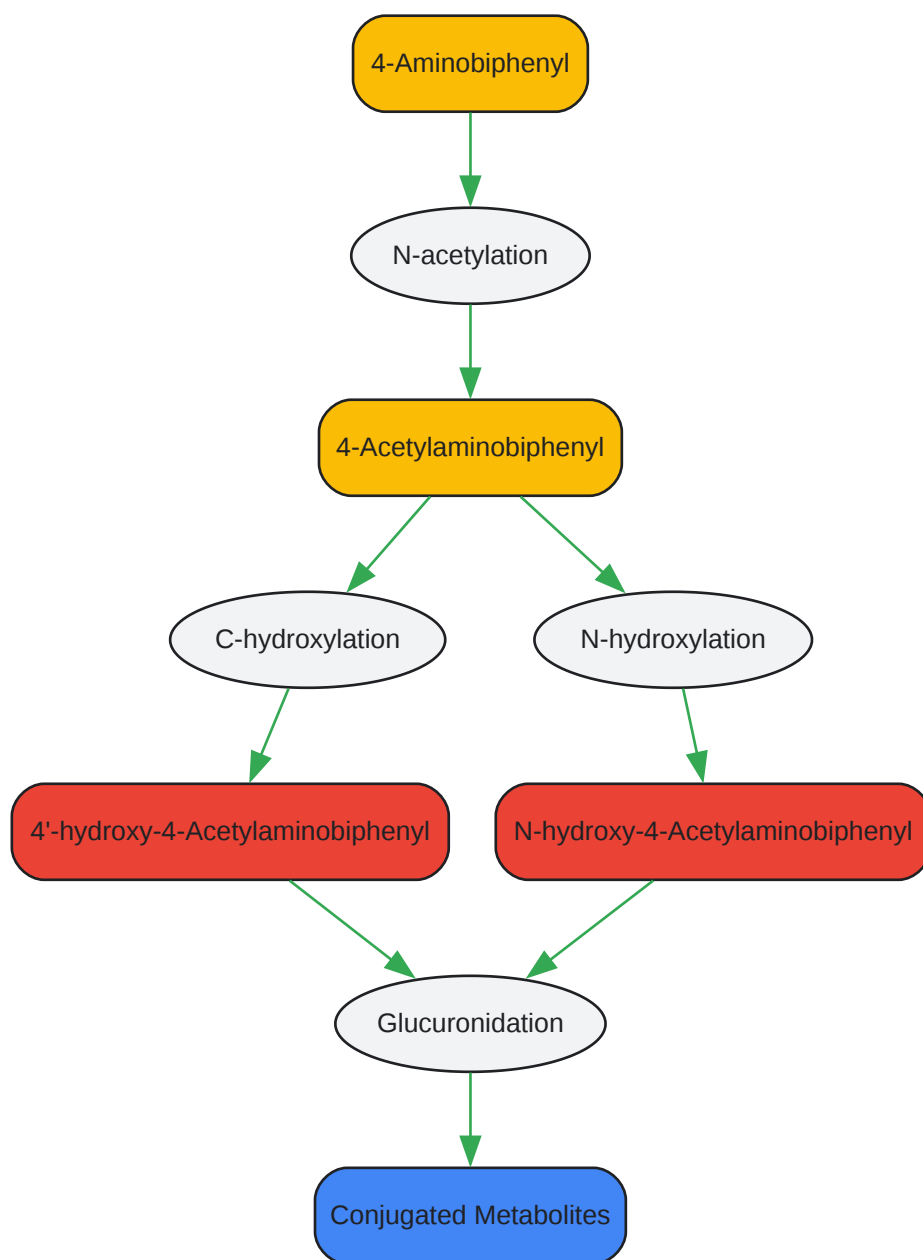 4-Aminobiphenyl
N-acetylation
4-Acetylaminobiphenyl
C-hydroxylation
N-hydroxylation
4'-hydroxy-4-Acetylaminobiphenyl
N-hydroxy-4-Acetylaminobiphenyl
Glucuronidation
Conjugated Metabolites